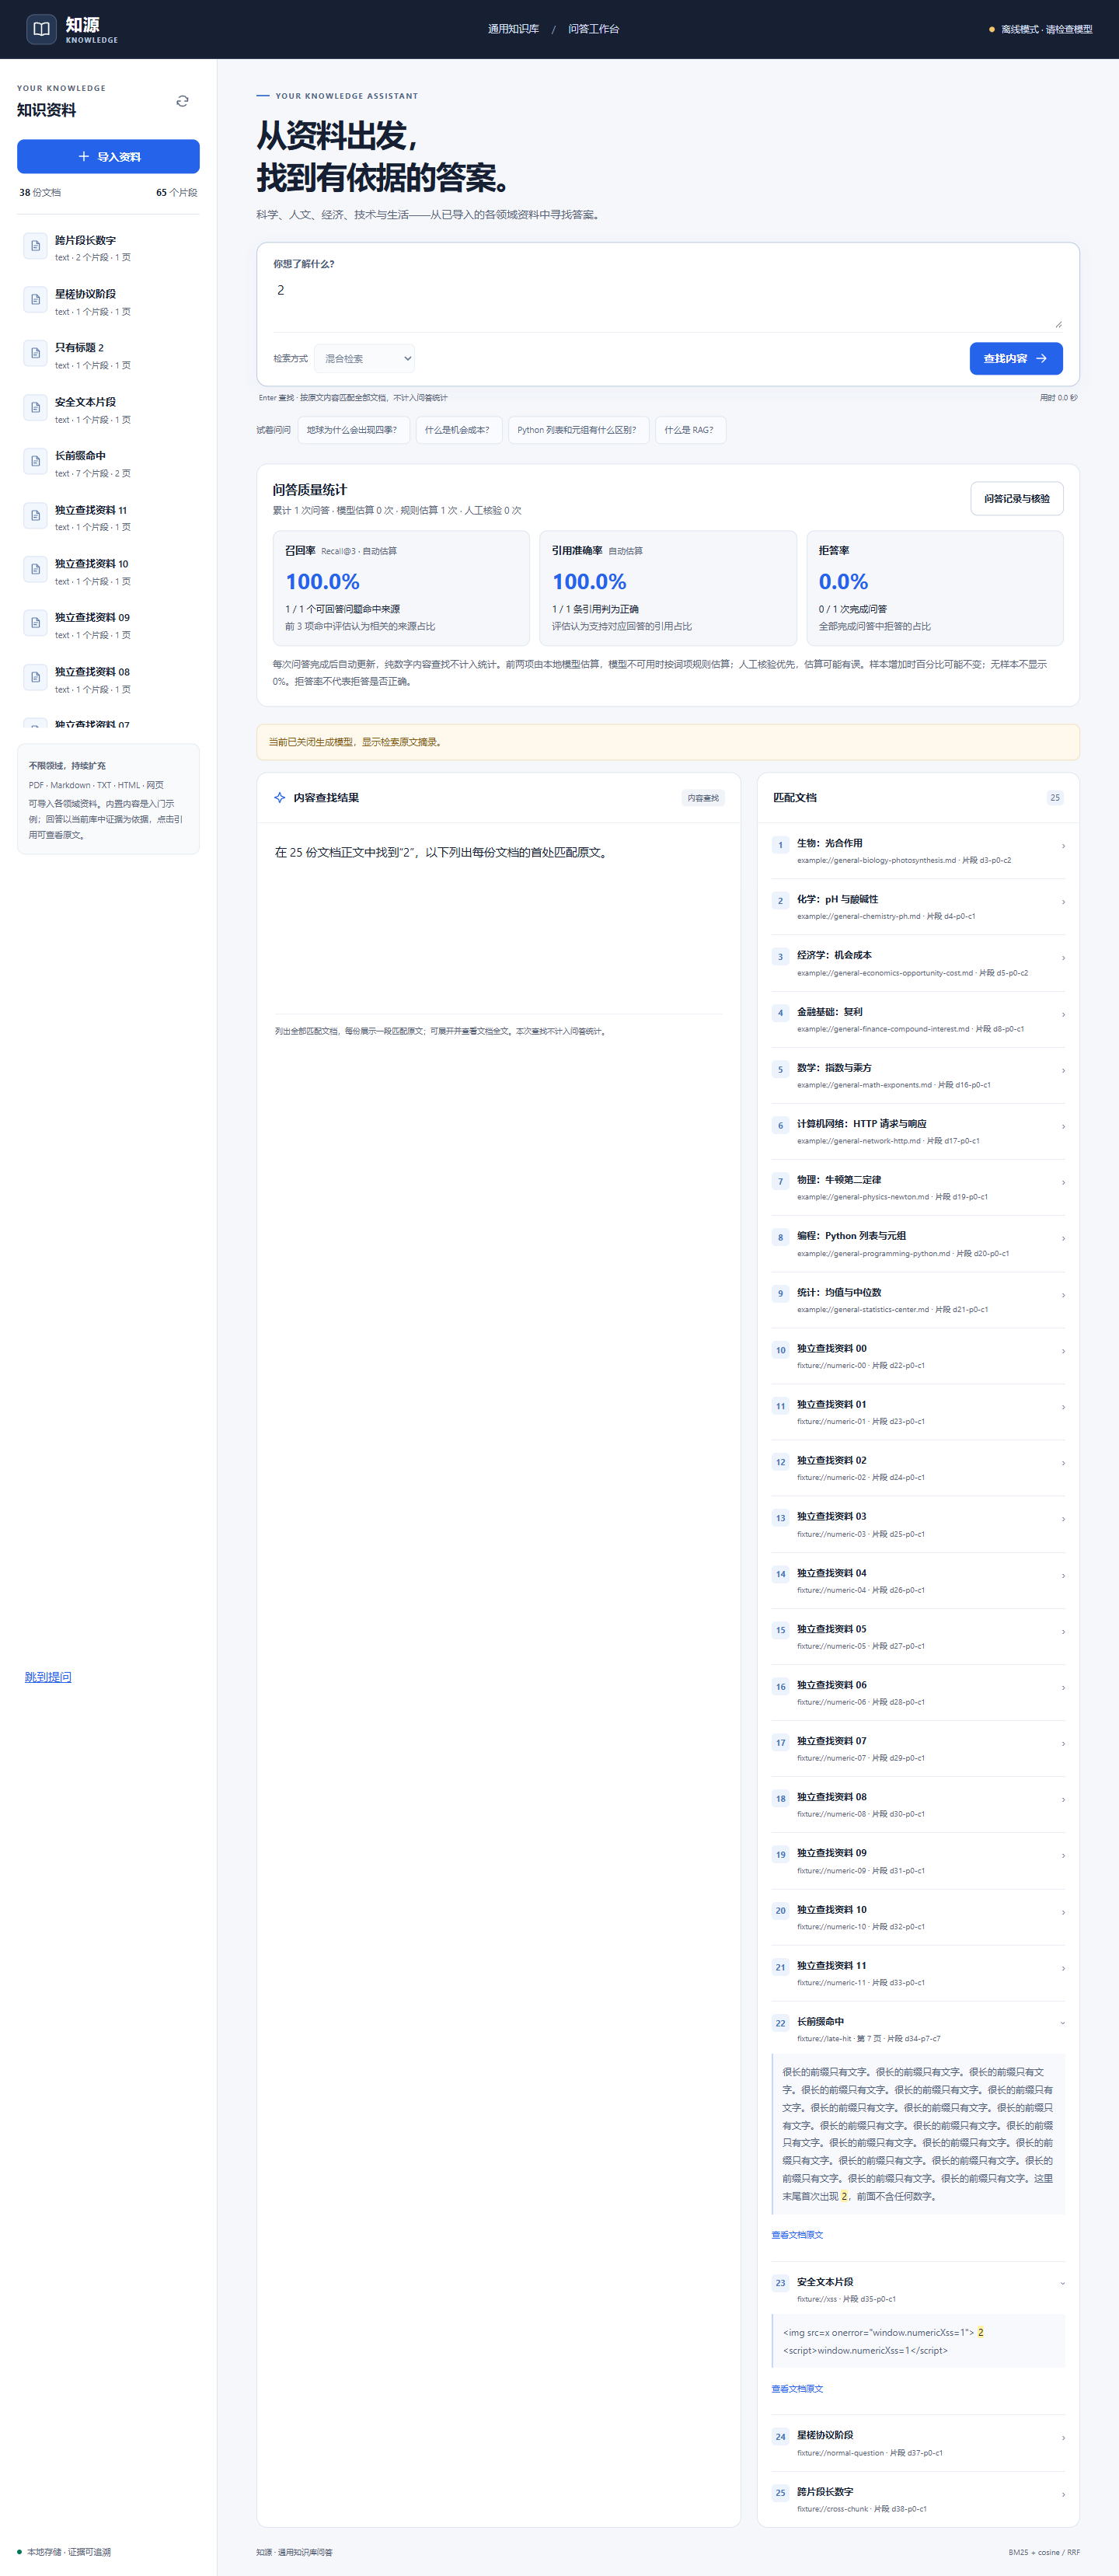 知源
KNOWLEDGE
通用知识库 / 问答工作台
离线模式 · 请检查模型
YOUR KNOWLEDGE
知识资料
导入资料
38 份文档
65 个片段
跨片段长数字
text · 2 个片段 · 1 页
星槎协议阶段
text · 1 个片段 · 1 页
只有标题 2
text · 1 个片段 · 1 页
安全文本片段
text · 1 个片段 · 1 页
长前缀命中
text · 7 个片段 · 2 页
独立查找资料 11
text · 1 个片段 · 1 页
独立查找资料 10
text · 1 个片段 · 1 页
独立查找资料 09
text · 1 个片段 · 1 页
独立查找资料 08
text · 1 个片段 · 1 页
独立查找资料 07
不限领域，持续扩充
PDF · Markdown · TXT · HTML · 网页
可导入各领域资料。内置内容是入门示
例；回答以当前库中证据为依据，点击引
用可查看原文。
跳到提问
本地存储 · 证据可追溯
YOUR KNOWLEDGE ASSISTANT
从资料出发，
找到有依据的答案。
科学、人文、经济、技术与生活——从已导入的各领域资料中寻找答案。
你想了解什么？
2
检索方式
混合检索
查找内容
Enter 查找 · 按原文内容匹配全部文档，不计入问答统计
用时 0.0 秒
试着问问
地球为什么会出现四季？
什么是机会成本？
Python 列表和元组有什么区别？
什么是 RAG？
问答质量统计
累计 1 次问答 · 模型估算 0 次 · 规则估算 1 次 · 人工核验 0 次
问答记录与核验
召回率 Recall@3 · 自动估算
100.0%
1 / 1 个可回答问题命中来源
前 3 项命中评估认为相关的来源占比
引用准确率 自动估算
100.0%
1 / 1 条引用判为正确
评估认为支持对应回答的引用占比
拒答率
0.0%
0 / 1 次完成问答
全部完成问答中拒答的占比
每次问答完成后自动更新，纯数字内容查找不计入统计。前两项由本地模型估算，模型不可用时按词项规则估算；人工核验优先，估算可能有误。样本增加时百分比可能不变；无样本不显示
0%。拒答率不代表拒答是否正确。
当前已关闭生成模型，显示检索原文摘录。
内容查找结果
内容查找
在 25 份文档正文中找到“2”，以下列出每份文档的首处匹配原文。
列出全部匹配文档，每份展示一段匹配原文；可展开并查看文档全文。本次查找不计入问答统计。
匹配文档
25
1
生物：光合作用
example://general-biology-photosynthesis.md · 片段 d3-p0-c2
2
化学：pH 与酸碱性
example://general-chemistry-ph.md · 片段 d4-p0-c1
3
经济学：机会成本
example://general-economics-opportunity-cost.md · 片段 d5-p0-c2
4
金融基础：复利
example://general-finance-compound-interest.md · 片段 d8-p0-c1
5
数学：指数与乘方
example://general-math-exponents.md · 片段 d16-p0-c1
6
计算机网络：HTTP 请求与响应
example://general-network-http.md · 片段 d17-p0-c1
7
物理：牛顿第二定律
example://general-physics-newton.md · 片段 d19-p0-c1
8
编程：Python 列表与元组
example://general-programming-python.md · 片段 d20-p0-c1
9
统计：均值与中位数
example://general-statistics-center.md · 片段 d21-p0-c1
10
独立查找资料 00
fixture://numeric-00 · 片段 d22-p0-c1
11
独立查找资料 01
fixture://numeric-01 · 片段 d23-p0-c1
12
独立查找资料 02
fixture://numeric-02 · 片段 d24-p0-c1
13
独立查找资料 03
fixture://numeric-03 · 片段 d25-p0-c1
14
独立查找资料 04
fixture://numeric-04 · 片段 d26-p0-c1
15
独立查找资料 05
fixture://numeric-05 · 片段 d27-p0-c1
16
独立查找资料 06
fixture://numeric-06 · 片段 d28-p0-c1
17
独立查找资料 07
fixture://numeric-07 · 片段 d29-p0-c1
18
独立查找资料 08
fixture://numeric-08 · 片段 d30-p0-c1
19
独立查找资料 09
fixture://numeric-09 · 片段 d31-p0-c1
20
独立查找资料 10
fixture://numeric-10 · 片段 d32-p0-c1
21
独立查找资料 11
fixture://numeric-11 · 片段 d33-p0-c1
22
长前缀命中
fixture://late-hit · 第 7 页 · 片段 d34-p7-c7
很长的前缀只有文字。很长的前缀只有文字。很长的前缀只有文
字。很长的前缀只有文字。很长的前缀只有文字。很长的前缀只有
文字。很长的前缀只有文字。很长的前缀只有文字。很长的前缀只
有文字。很长的前缀只有文字。很长的前缀只有文字。很长的前缀
只有文字。很长的前缀只有文字。很长的前缀只有文字。很长的前
缀只有文字。很长的前缀只有文字。很长的前缀只有文字。很长的
前缀只有文字。很长的前缀只有文字。很长的前缀只有文字。这里
末尾首次出现 2，前面不含任何数字。
查看文档原文
23
安全文本片段
fixture://xss · 片段 d35-p0-c1
<img src=x onerror="window.numericXss=1"> 2
<script>window.numericXss=1</script>
查看文档原文
24
星槎协议阶段
fixture://normal-question · 片段 d37-p0-c1
25
跨片段长数字
fixture://cross-chunk · 片段 d38-p0-c1
知源 · 通用知识库问答
BM25 + cosine / RRF